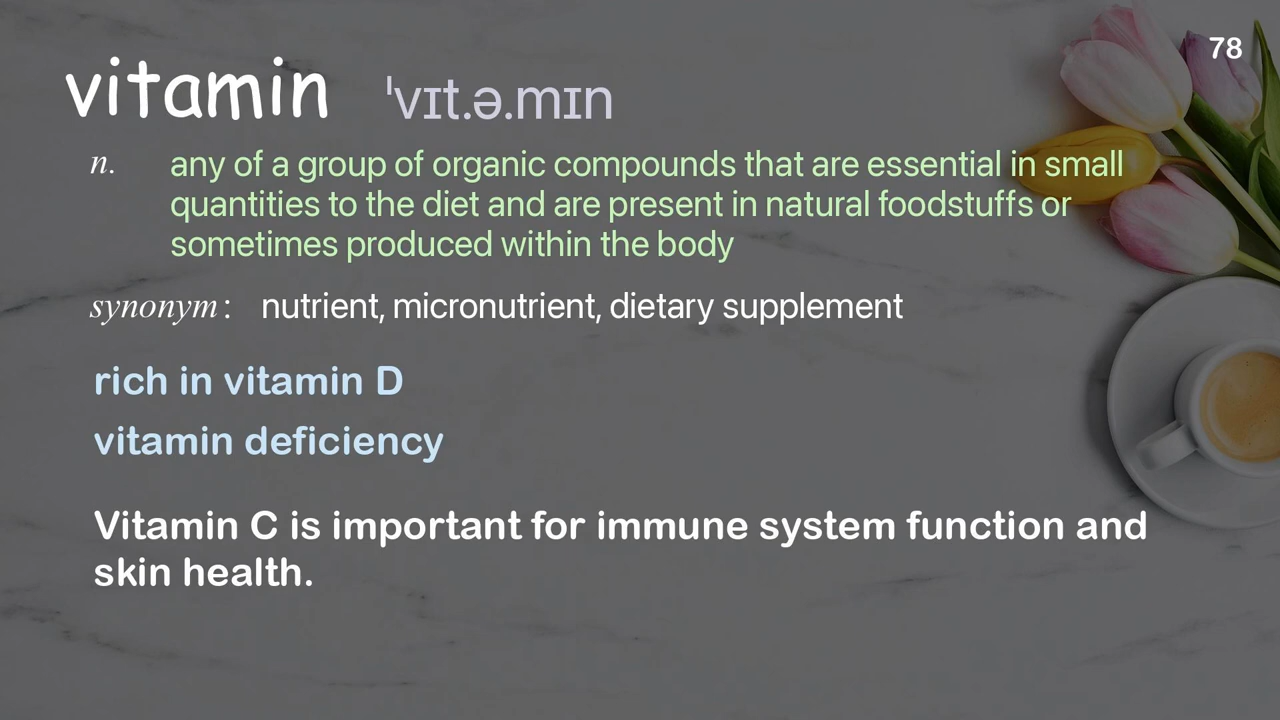 78
vitamin ˈvɪt.ə.mɪn
n. any of a group of organic compounds that are essential in small
quantities to the diet and are present in natural foodstuffs or
sometimes produced within the body
synonym: nutrient, micronutrient, dietary supplement
rich in vitamin D
vitamin deficiency
Vitamin C is important for immune system function and
skin health.